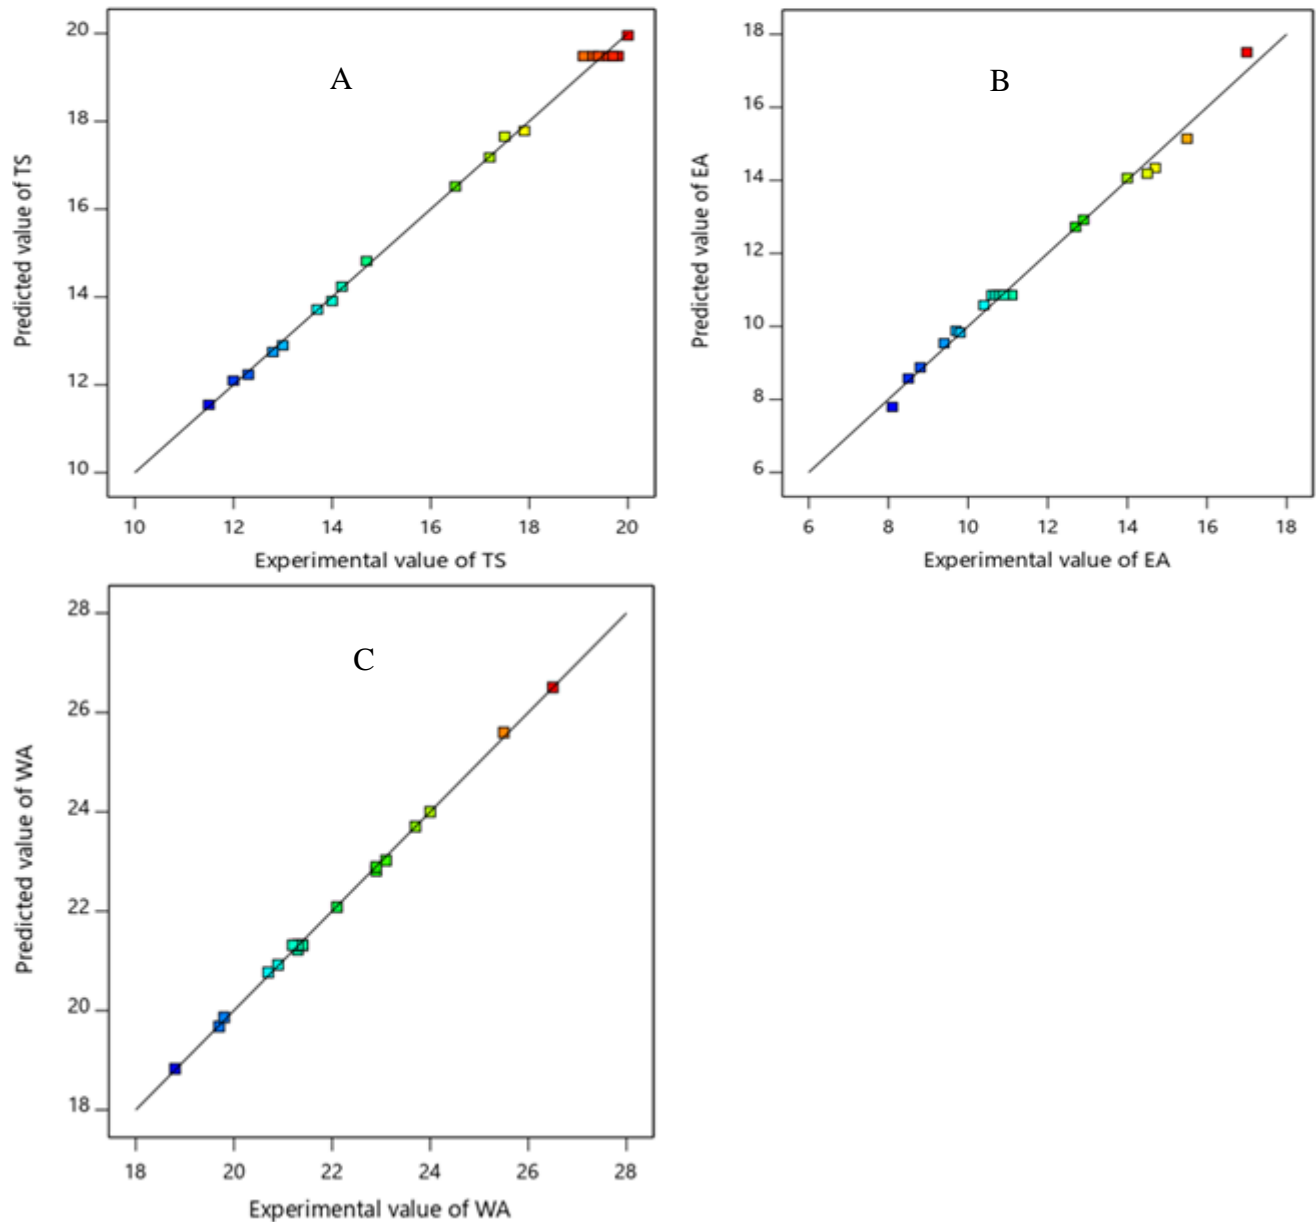 A
Predicted value of TS
20
18
16
14
12
10
10 12 14 16 18 20
Experimental value of TS
B
Predicted value of EA
18
16
14
12
10
8
6
6 8 10 12 14 16 18
Experimental value of EA
C
Predicted value of WA
28
26
24
22
20
18
18 20 22 24 26 28
Experimental value of WA